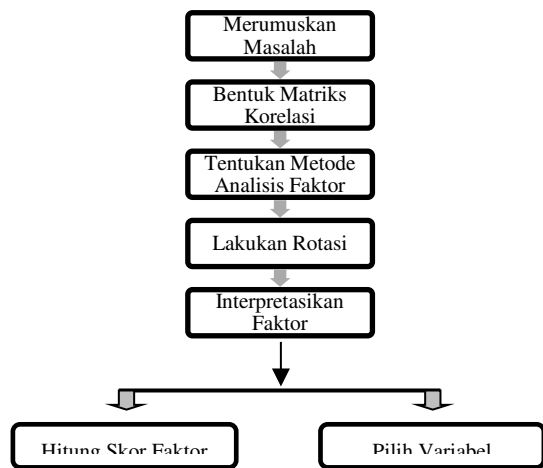 Merumuskan
Masalah
Bentuk Matriks
Korelasi
Tentukan Metode
Analisis Faktor
Lakukan Rotasi
Interpretasikan
Faktor
Hitung Skor Faktor
Pilih Variabel